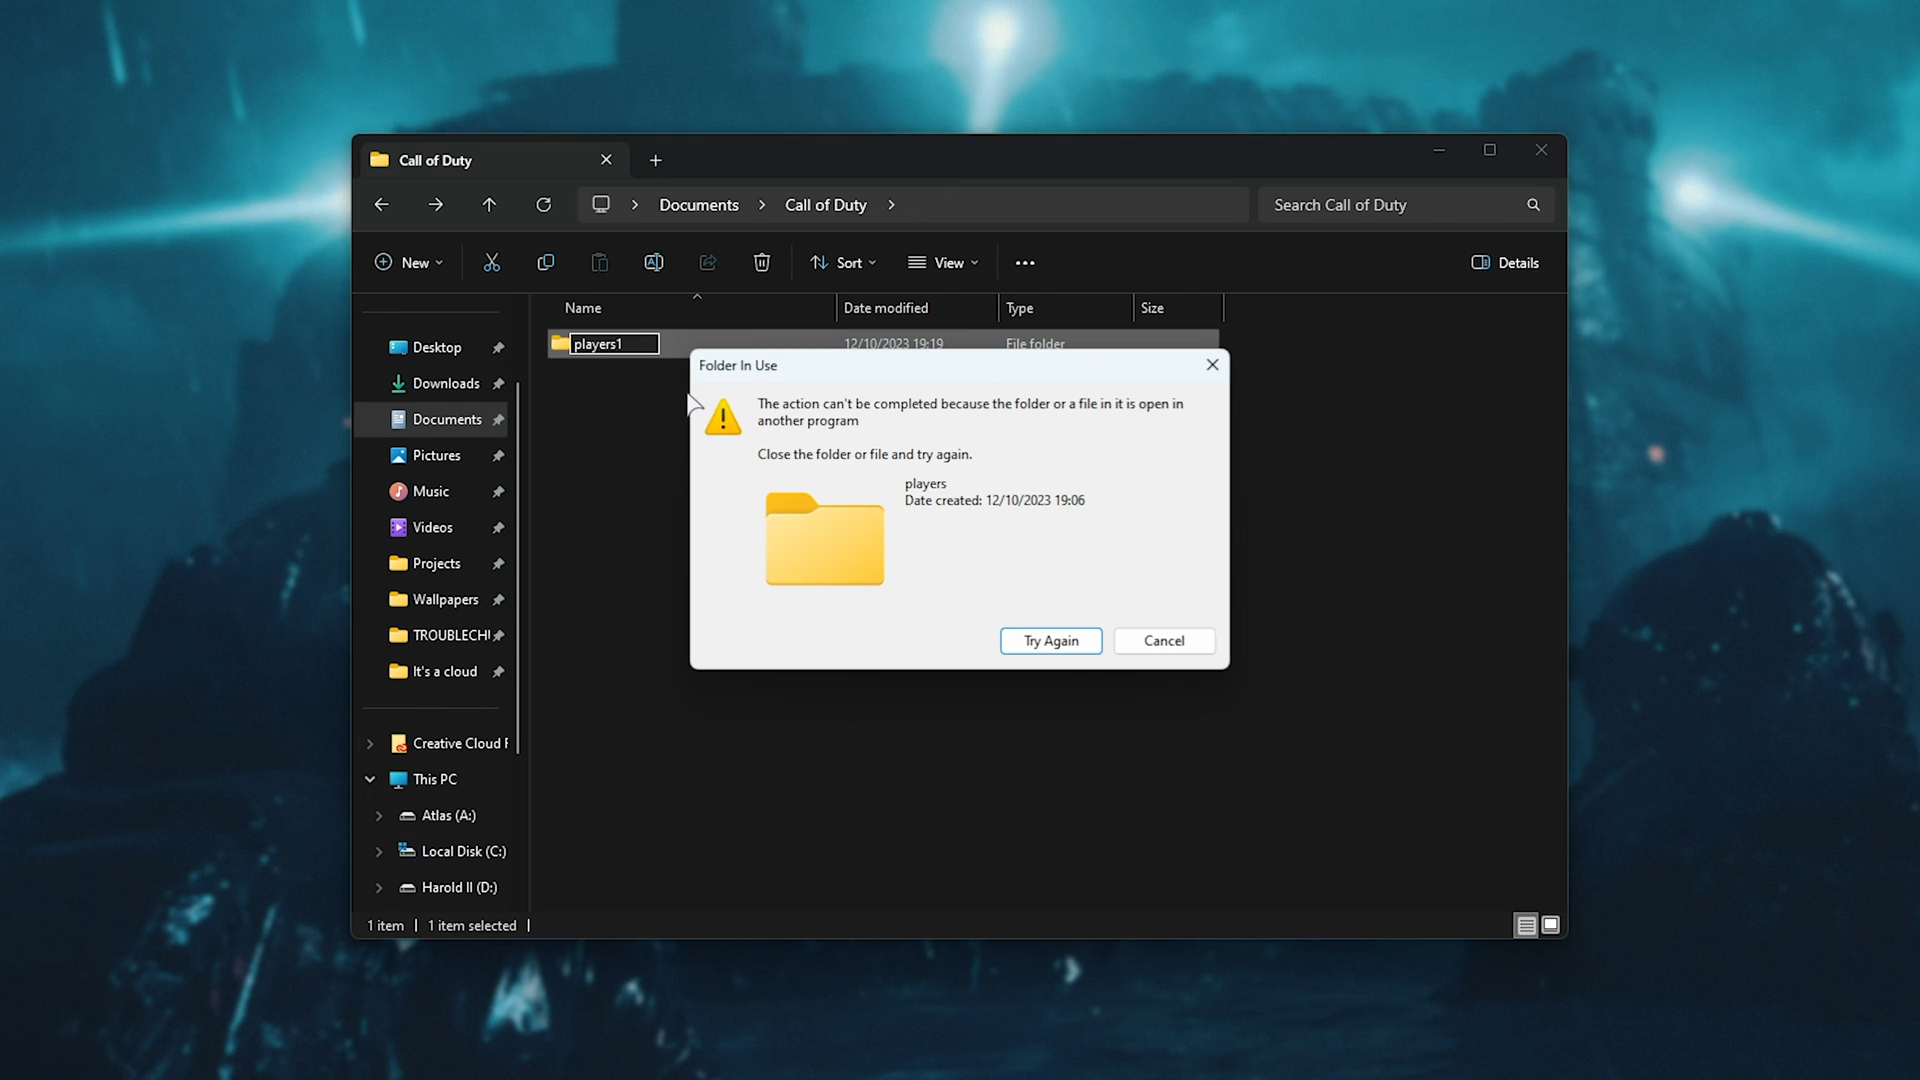 Call of Duty
Documents > Call of Duty >
Search Call of Duty
New
Sort
View
Details
Name
Date modified
Type
Size
players1
12/10/2023 19:19
File folder
Desktop
Downloads
Documents
Pictures
Music
Videos
Projects
Wallpapers
TROUBLECH
It's a cloud
Creative Cloud F
This PC
Atlas (A:)
Local Disk (C:)
Harold II (D:)
Folder In Use
The action can't be completed because the folder or a file in it is open in
another program
Close the folder or file and try again.
players
Date created: 12/10/2023 19:06
Try Again
Cancel
1 item | 1 item selected |